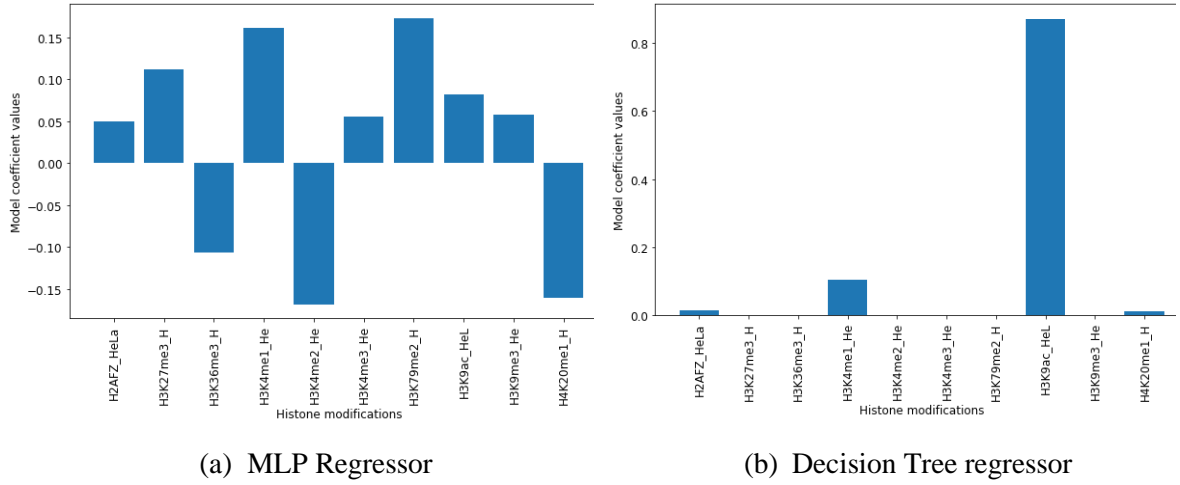 Model coefficient values
0.15
0.10
0.05
0.00
−0.05
−0.10
−0.15
H2AFZ_HeLa
H3K27me3_H
H3K36me3_H
H3K4me1_He
H3K4me2_He
H3K4me3_He
H3K79me2_H
H3K9ac_HeL
H3K9me3_He
H4K20me1_H
Histone modifications
(a) MLP Regressor
Model coefficient values
0.8
0.6
0.4
0.2
0.0
H2AFZ_HeLa
H3K27me3_H
H3K36me3_H
H3K4me1_He
H3K4me2_He
H3K4me3_He
H3K79me2_H
H3K9ac_HeL
H3K9me3_He
H4K20me1_H
Histone modifications
(b) Decision Tree regressor